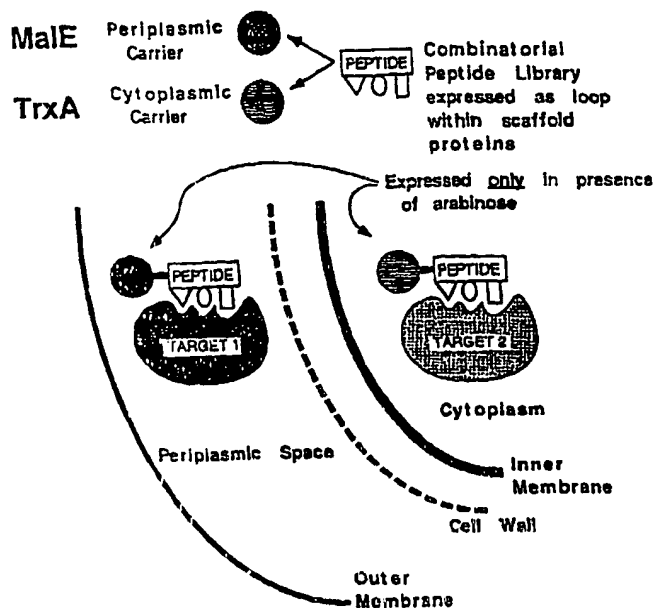 MalE
Periplasmic
Carrier
TrxA
Cytoplasmic
Carrier
PEPTIDE
Combinatorial
Peptide Library
expressed as loop
within scaffold
proteins
Expressed only in presence
of arabinose
PEPTIDE
TARGET 1
PEPTIDE
TARGET 2
Cytoplasm
Periplasmic Space
Inner
Membrane
Cell Wall
Outer
Membrane